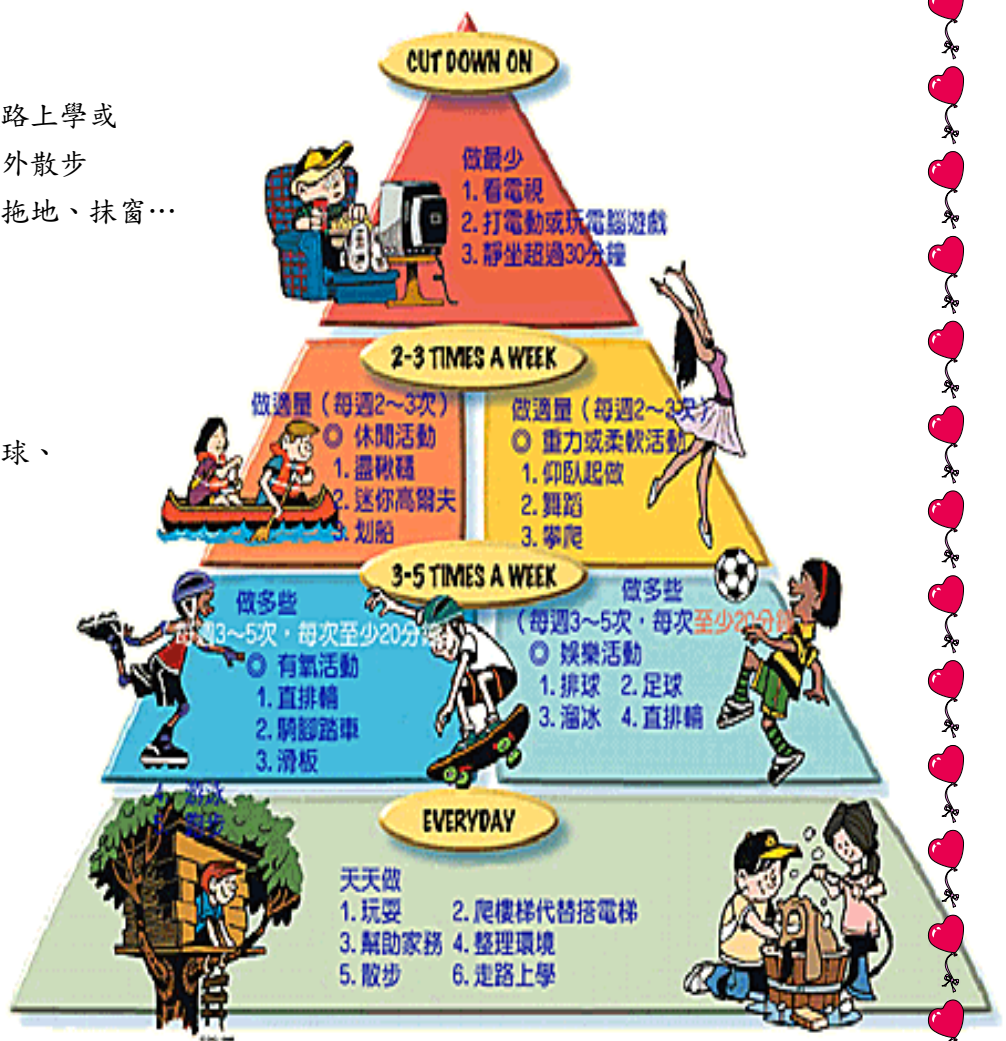 路上學或
外散步
拖地、抹窗…
球、
CUT DOWN ON
做最少
1. 看電視
2. 打電動或玩電腦遊戲
3. 靜坐超過30分鐘
2-3 TIMES A WEEK
做適量（每週2～3次）
◎ 休閒活動
1. 盪鞦韆
2. 迷你高爾夫
3. 划船
做適量（每週2～3次）
◎ 重力或柔軟活動
1. 仰臥起做
2. 舞蹈
3. 攀爬
3-5 TIMES A WEEK
做多些
每週3～5次，每次至少20分鐘
◎ 有氧活動
1. 直排輪
2. 騎腳踏車
3. 滑板
4. 游泳
5. 跑步
做多些
（每週3～5次，每次至少20分鐘
◎ 娛樂活動
1. 排球 2. 足球
3. 溜冰 4. 直排輪
EVERYDAY
天天做
1. 玩耍 2. 爬樓梯代替搭電梯
3. 幫助家務 4. 整理環境
5. 散步 6. 走路上學